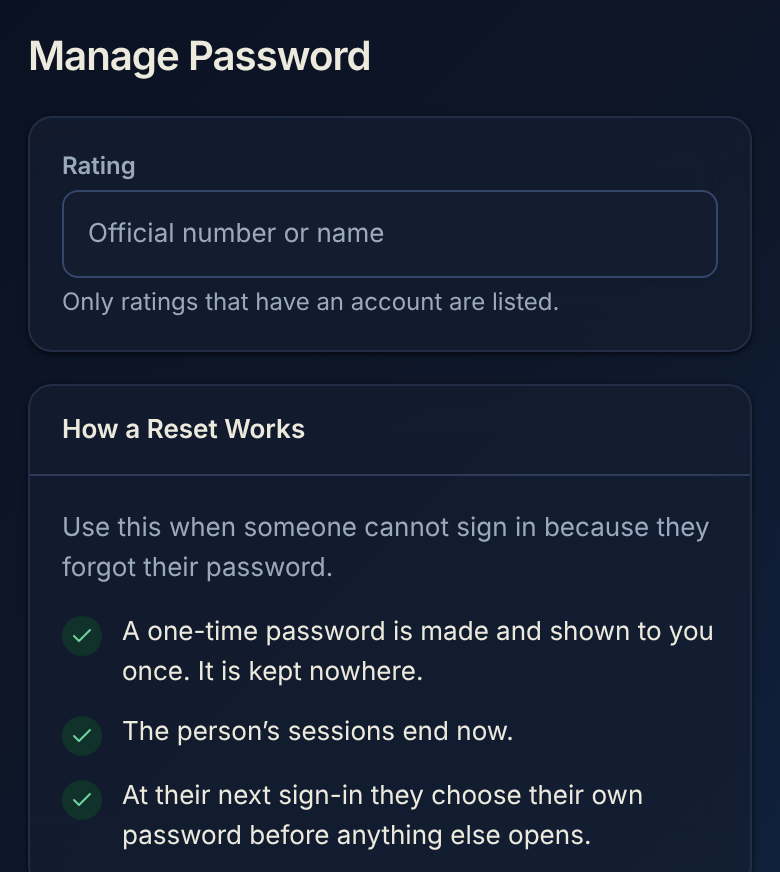 Manage Password
Rating
Official number or name
Only ratings that have an account are listed.
How a Reset Works
Use this when someone cannot sign in because they
forgot their password.
A one-time password is made and shown to you
once. It is kept nowhere.
The person’s sessions end now.
At their next sign-in they choose their own
password before anything else opens.